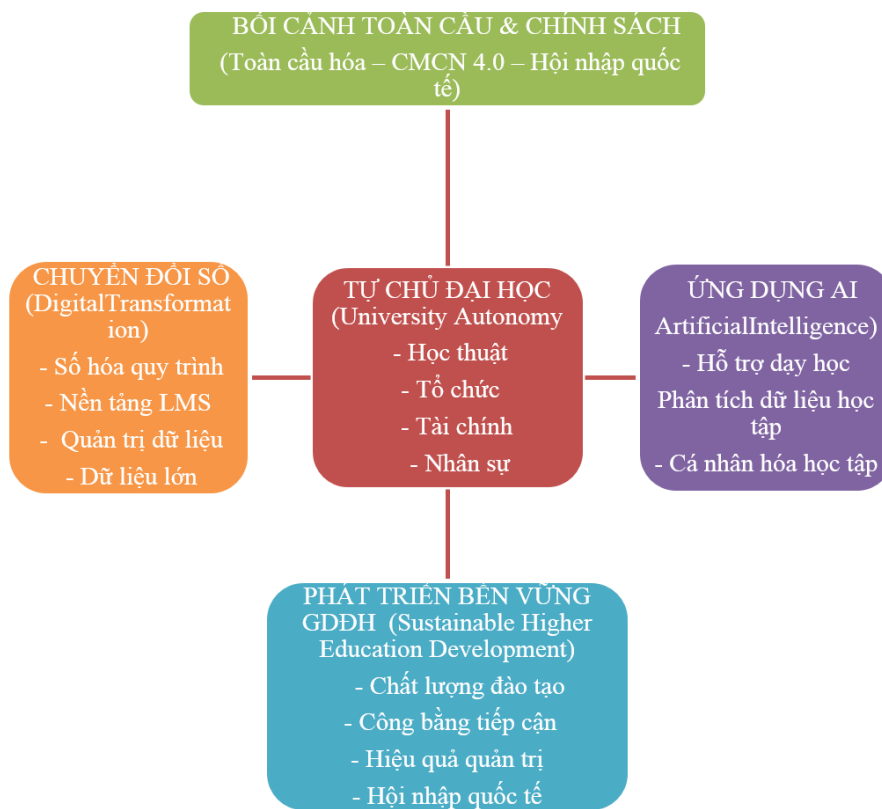 BỐI CẢNH TOÀN CẦU & CHÍNH SÁCH
(Toàn cầu hóa – CMCN 4.0 – Hội nhập quốc
tế)
CHUYỂN ĐỔI SỐ
(DigitalTransformat
ion)
- Số hóa quy trình
- Nền tảng LMS
- Quản trị dữ liệu
- Dữ liệu lớn
TỰ CHỦ ĐẠI HỌC
(University Autonomy
- Học thuật
- Tổ chức
- Tài chính
- Nhân sự
ỨNG DỤNG AI
ArtificialIntelligence)
- Hỗ trợ dạy học
Phân tích dữ liệu học
tập
- Cá nhân hóa học tập
PHÁT TRIỂN BỀN VỮNG
GDĐH (Sustainable Higher
Education Development)
- Chất lượng đào tạo
- Công bằng tiếp cận
- Hiệu quả quản trị
- Hội nhập quốc tế